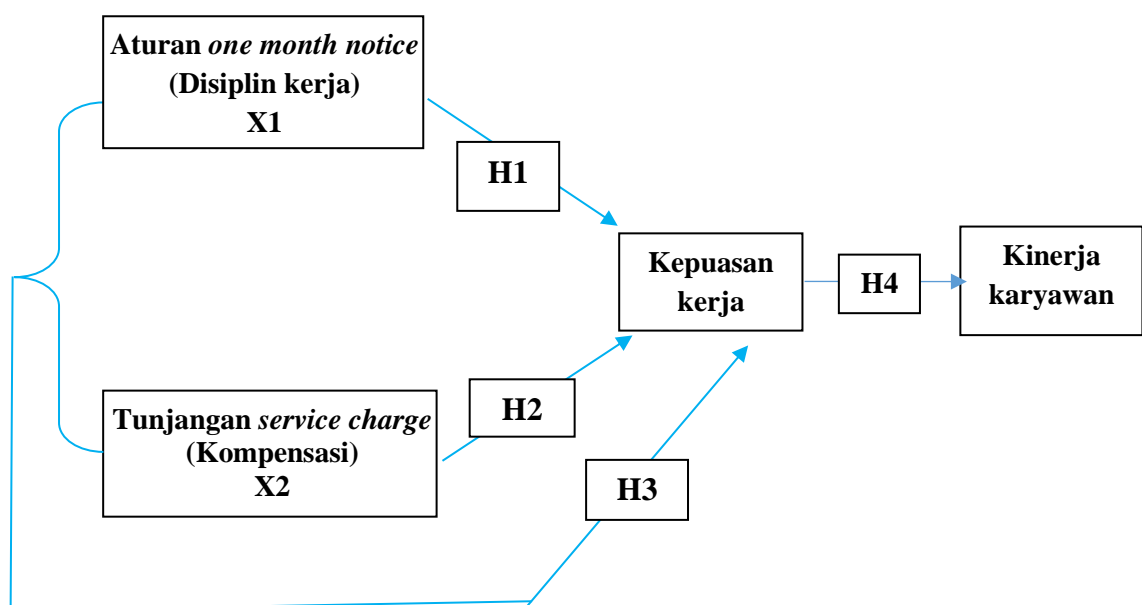 Aturan one month notice
(Disiplin kerja)
X1
H1
Kepuasan
kerja
H4
Kinerja
karyawan
Tunjangan service charge
(Kompensasi)
X2
H2
H3